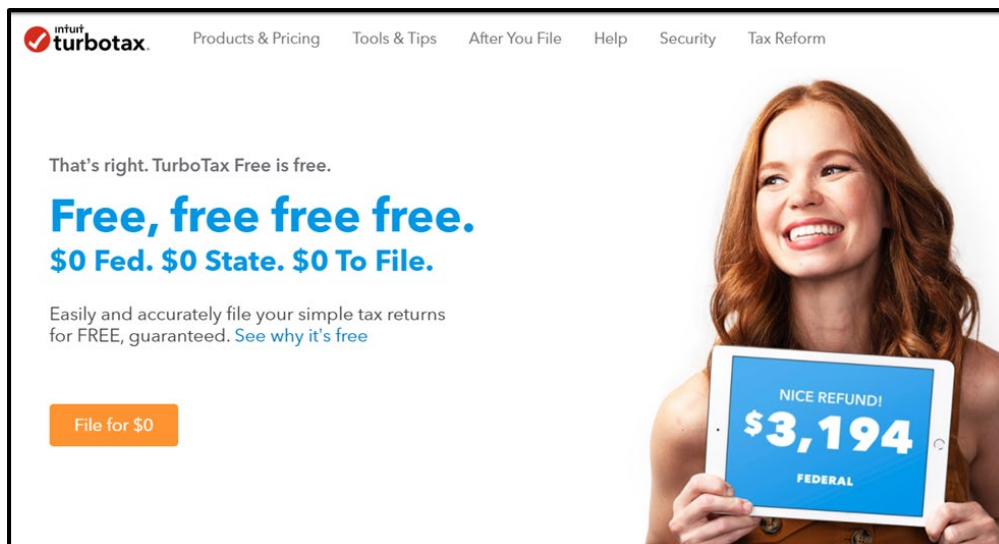 intuit
turbotax.
Products & Pricing Tools & Tips After You File Help Security Tax Reform
That's right. TurboTax Free is free.
Free, free free free.
$0 Fed. $0 State. $0 To File.
Easily and accurately file your simple tax returns
for FREE, guaranteed. See why it's free
File for $0
NICE REFUND!
$3,194
FEDERAL